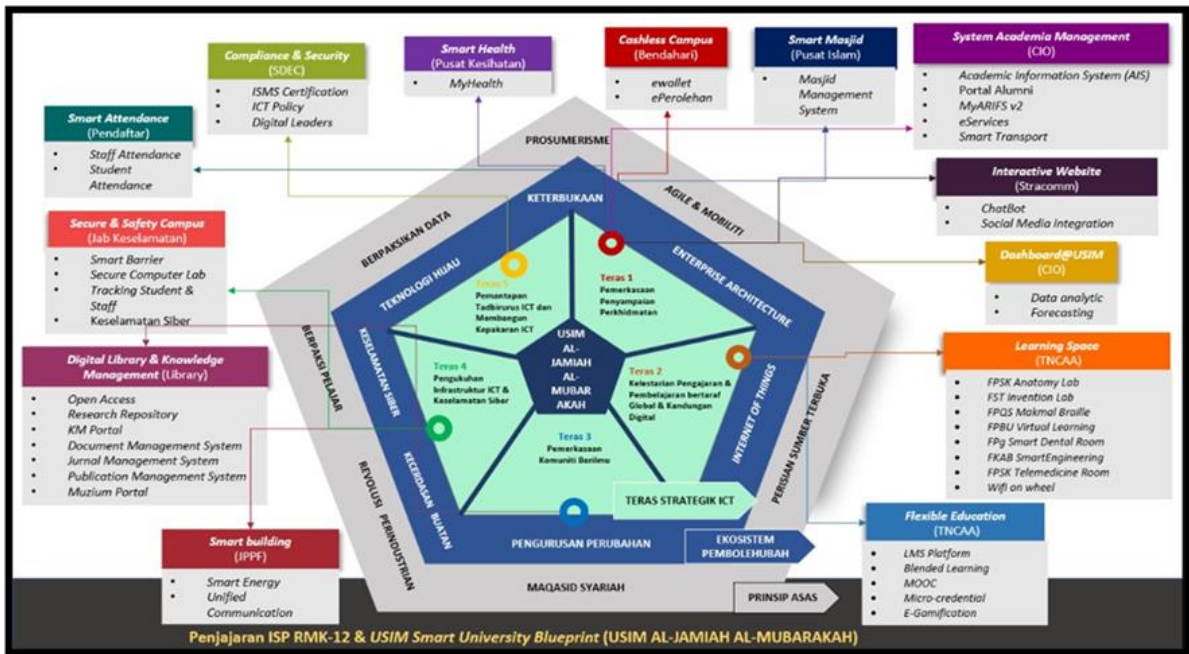 Compliance & Security
(SDEC)
ISMS Certification
ICT Policy
Digital Leaders
Smart Health
(Pusat Kesihatan)
MyHealth
Cashless Campus
(Bendahari)
ewallet
ePerolehan
Smart Masjid
(Pusat Islam)
Masjid
Management
System
System Academia Management
(CIO)
Academic Information System (AIS)
Portal Alumni
MyARIFS v2
eServices
Smart Transport
Smart Attendance
(Pendaftar)
Staff Attendance
Student
Attendance
Interactive Website
(Stracomm)
ChatBot
Social Media Integration
Secure & Safety Campus
(Jab Keselamatan)
Smart Barrier
Secure Computer Lab
Tracking Student &
Staff
Keselamatan Siber
Dashboard@USIM
(CIO)
Data analytic
Forecasting
Digital Library & Knowledge
Management (Library)
Open Access
Research Repository
KM Portal
Document Management System
Jurnal Management System
Publication Management System
Muzium Portal
Learning Space
(TNCAA)
FPSK Anatomy Lab
FST Invention Lab
FPQS Makmal Braille
FPBU Virtual Learning
FPg Smart Dental Room
FKAB SmartEngineering
FPSK Telemedicine Room
Wifi on wheel
Smart building
(JPPF)
Smart Energy
Unified
Communication
Flexible Education
(TNCAA)
LMS Platform
Blended Learning
MOOC
Micro-credential
E-Gamification
PROSUMERISME
AGILE & MOBILITI
PERISIAN SUMBER TERBUKA
MAQASID SYARIAH
REVOLUSI PERINDUSTRIAN
BERPAKSI PELAJAR
BERPAKSIKAN DATA
KETERBUKAAN
ENTERPRISE ARCHITECTURE
INTERNET OF THINGS
PENGURUSAN PERUBAHAN
KECERDASAN BUATAN
KESELAMATAN SIBER
TEKNOLOGI HIJAU
Teras 1
Pemerkasaan
Penyampaian
Perkhidmatan
Teras 2
Kelestarian Pengajaran &
Pembelajaran bertaraf
Global & Kandungan
Digital
Teras 3
Pemerkasaan
Komuniti Berilmu
Teras 4
Pengukuhan
Infrastruktur ICT &
Keselamatan Siber
Teras 5
Pemantapan
Tadbirurus ICT dan
Membangun
Kepakaran ICT
USIM
AL-
JAMIAH
AL-
MUBAR
AKAH
TERAS STRATEGIK ICT
EKOSISTEM
PEMBOLEHUBAH
PRINSIP ASAS
Penjajaran ISP RMK-12 & USIM Smart University Blueprint (USIM AL-JAMIAH AL-MUBARAKAH)